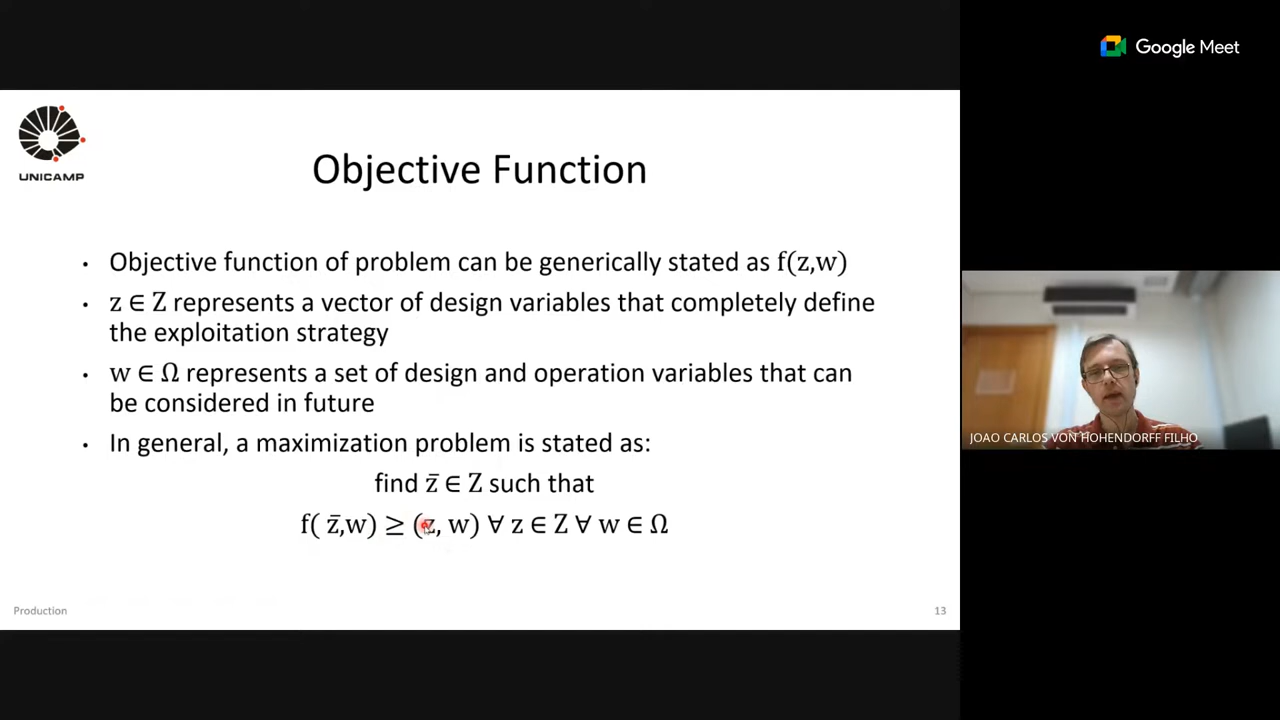 Google Meet
UNICAMP
Objective Function
• Objective function of problem can be generically stated as f(z,w)
• z ∈ Z represents a vector of design variables that completely define
the exploitation strategy
• w ∈ Ω represents a set of design and operation variables that can
be considered in future
• In general, a maximization problem is stated as:
find z̄ ∈ Z such that
f( z̄,w) ≥ (z, w) ∀ z ∈ Z ∀ w ∈ Ω
JOAO CARLOS VON HOHENDORFF FILHO
Production
13